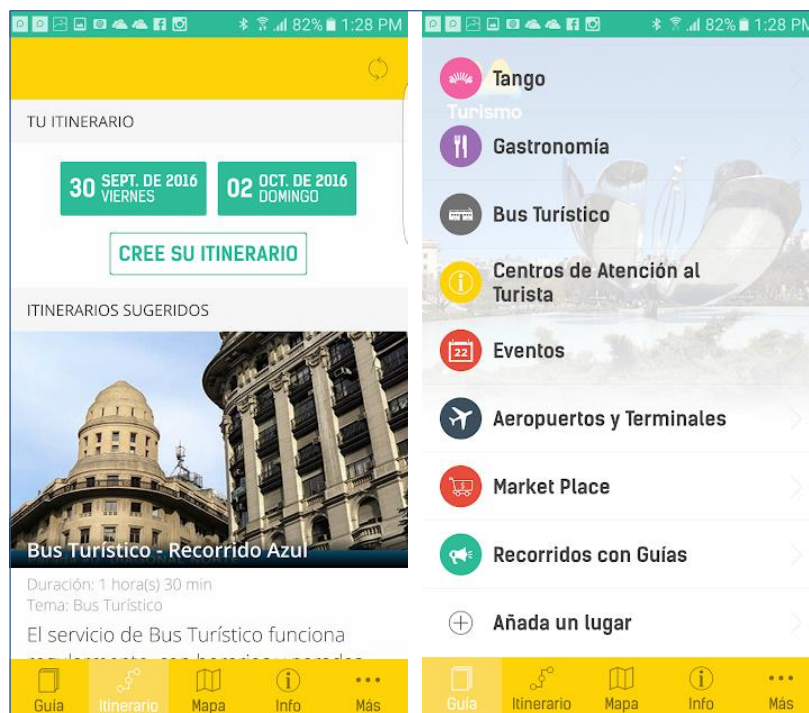 82% 1:28 PM
TU ITINERARIO
30 SEPT. DE 2016
VIERNES
02 OCT. DE 2016
DOMINGO
CREE SU ITINERARIO
ITINERARIOS SUGERIDOS
Bus Turístico - Recorrido Azul
Duración: 1 hora(s) 30 min
Tema: Bus Turístico
El servicio de Bus Turístico funciona
Guía
Itinerario
Mapa
Info
Más
82% 1:28 PM
Tango
Turismo
Gastronomía
Bus Turístico
Centros de Atención al
Turista
22
Eventos
Aeropuertos y Terminales
Market Place
Recorridos con Guías
Añada un lugar
Guía
Itinerario
Mapa
Info
Más